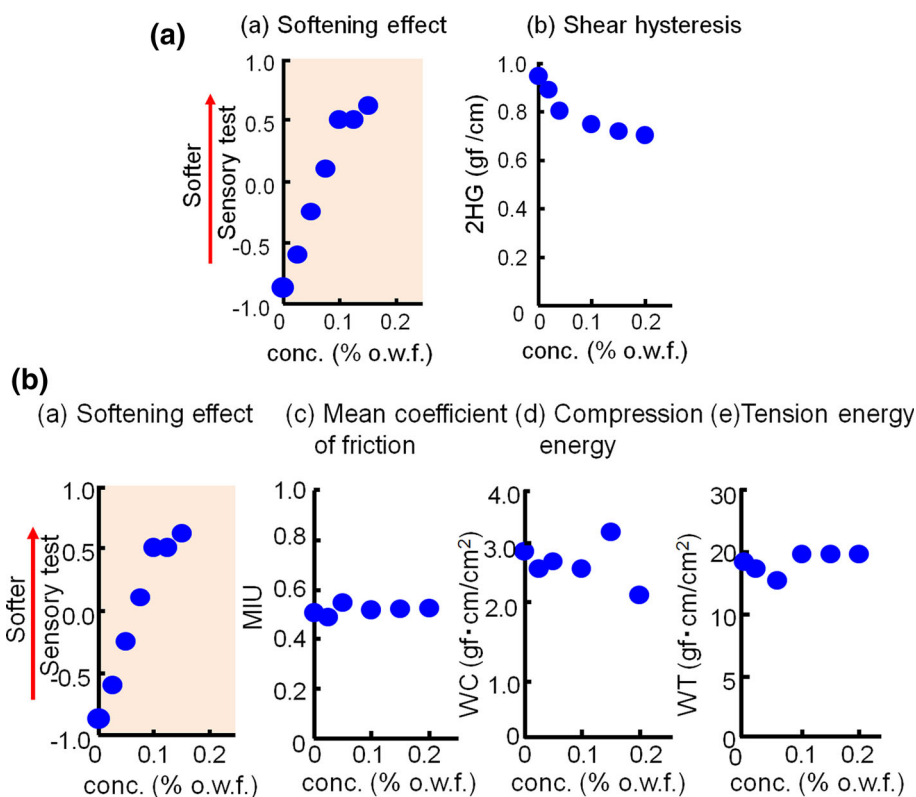 (a)
(a) Softening effect
(b) Shear hysteresis
Softer
Sensory test
1.0
0.5
0.0
-0.5
-1.0
0 0.1 0.2
conc. (% o.w.f.)
2HG (gf /cm)
1.0
0.8
0.6
0.4
0.2
0
0 0.1 0.2
conc. (% o.w.f.)
(b)
(a) Softening effect
(c) Mean coefficient
of friction
(d) Compression
energy
(e)Tension energy
Softer
Sensory test
1.0
0.5
0.0
-0.5
-1.0
0 0.1 0.2
conc. (% o.w.f.)
MIU
1.0
0.8
0.6
0.4
0.2
0
0 0.1 0.2
conc. (% o.w.f.)
WC (gf·cm/cm²)
4.0
3.0
2.0
1.0
0
0 0.1 0.2
conc. (% o.w.f.)
WT (gf·cm/cm²)
30
20
10
5
0
0 0.1 0.2
conc. (% o.w.f.)